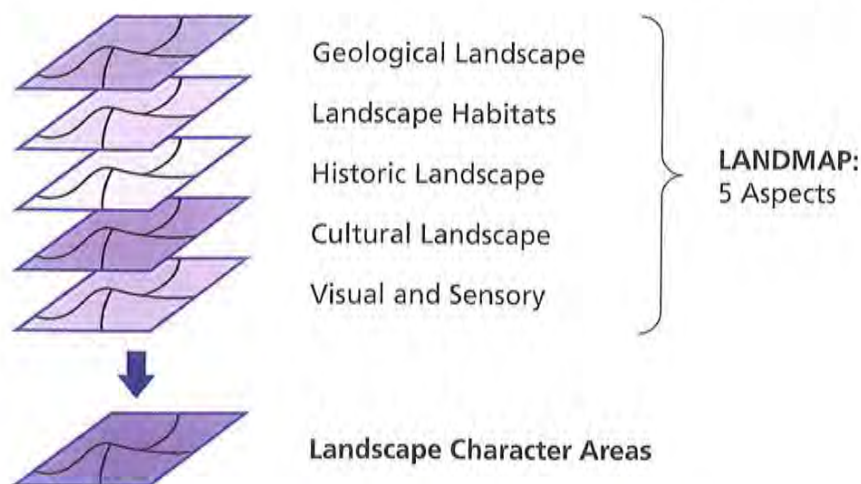 Geological Landscape
Landscape Habitats
Historic Landscape
Cultural Landscape
Visual and Sensory
LANDMAP:
5 Aspects
Landscape Character Areas